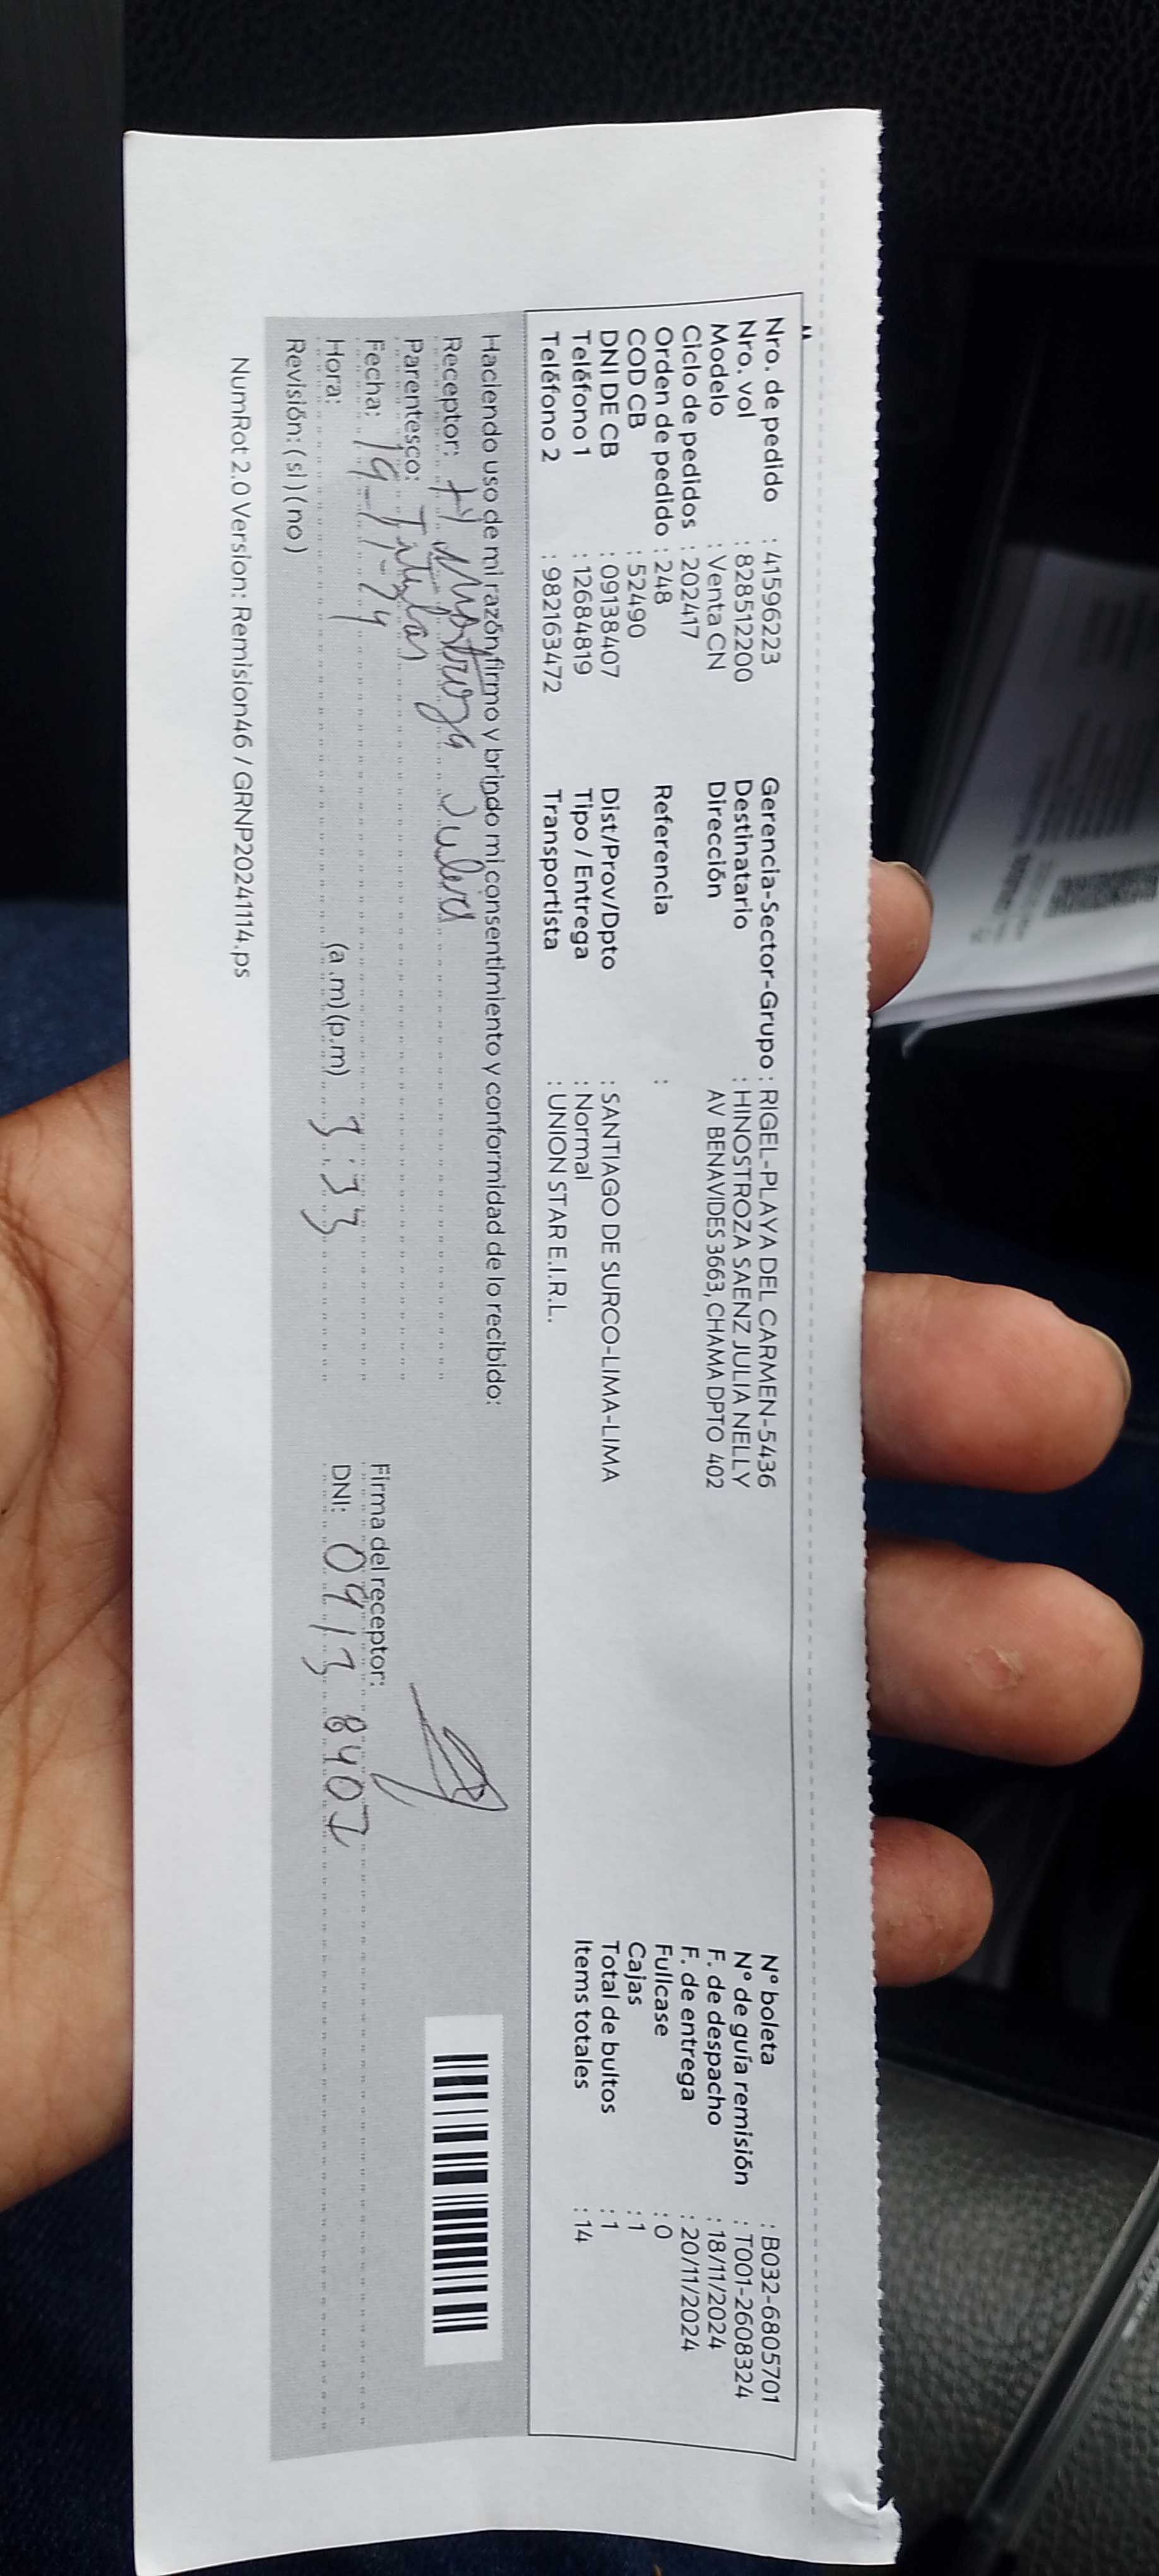 Nro. de pedido : 41596223 Gerencia-Sector-Grupo : RIGEL-PLAYA DEL CARMEN-5436 N° boleta : B032-6805701
Nro. vol : 828512200 Destinatario : HINOSTROZA SAENZ JULIA NELLY N° de guía remisión : T001-2608324
Modelo : Venta CN Dirección AV BENAVIDES 3663, CHAMA DPTO 402 F. de despacho : 18/11/2024
Ciclo de pedidos : 202417 F. de entrega : 20/11/2024
Orden de pedido : 248 Referencia : Fullcase : 0
COD CB : 52490 Cajas : 1
DNI DE CB : 09138407 Dist/Prov/Dpto : SANTIAGO DE SURCO-LIMA-LIMA Total de bultos : 1
Teléfono 1 : 12684819 Tipo / Entrega : Normal Items totales : 14
Teléfono 2 : 982163472 Transportista : UNION STAR E.I.R.L.
Haciendo uso de mi razón firmo y brindo mi consentimiento y conformidad de lo recibido:
Receptor: Julia
Parentesco: Titular
Fecha: Firma del receptor:
Hora: (a.m) (p.m) 3:33 DNI: 09138407
Revisión: (si) (no)
NumRot 2.0 Version: Remision46 / GRNP20241114.ps